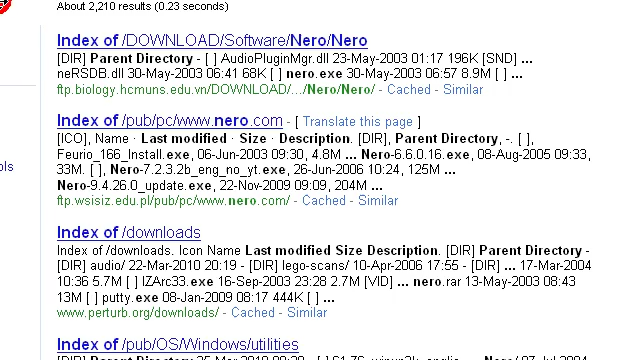 About 2,210 results (0.23 seconds)
Index of /DOWNLOAD/Software/Nero/Nero
[DIR] Parent Directory - [ ] AudioPluginMgr.dll 23-May-2003 01:17 196K [SND] ...
neRSDB.dll 30-May-2003 06:41 68K [ ] nero.exe 30-May-2003 06:57 8.9M [ ] ...
ftp.biology.hcmuns.edu.vn/DOWNLOAD/.../Nero/Nero/ - Cached - Similar
Index of /pub/pc/www.nero.com - [ Translate this page ]
[ICO], Name · Last modified · Size · Description. [DIR], Parent Directory, -. [ ],
Feurio_166_Install.exe, 06-Jun-2003 09:30, 4.8M ... Nero-6.6.0.16.exe, 08-Aug-2005 09:33,
33M. [ ], Nero-7.2.3.2b_eng_no_yt.exe, 26-Jun-2006 10:24, 125M ...
Nero-9.4.26.0_update.exe, 22-Nov-2009 09:09, 204M ...
ftp.wsisiz.edu.pl/pub/pc/www.nero.com/ - Cached - Similar
ols
Index of /downloads
Index of /downloads. Icon Name Last modified Size Description. [DIR] Parent Directory -
[DIR] audio/ 22-Mar-2010 20:19 - [DIR] lego-scans/ 10-Apr-2006 17:55 - [DIR] ... 17-Mar-2004
10:36 5.7M [ ] IZArc33.exe 16-Sep-2003 23:28 2.7M [VID] ... nero.rar 13-May-2003 08:43
13M [ ] putty.exe 08-Jan-2009 08:17 444K [ ] ...
www.perturb.org/downloads/ - Cached - Similar
Index of /pub/OS/Windows/utilities